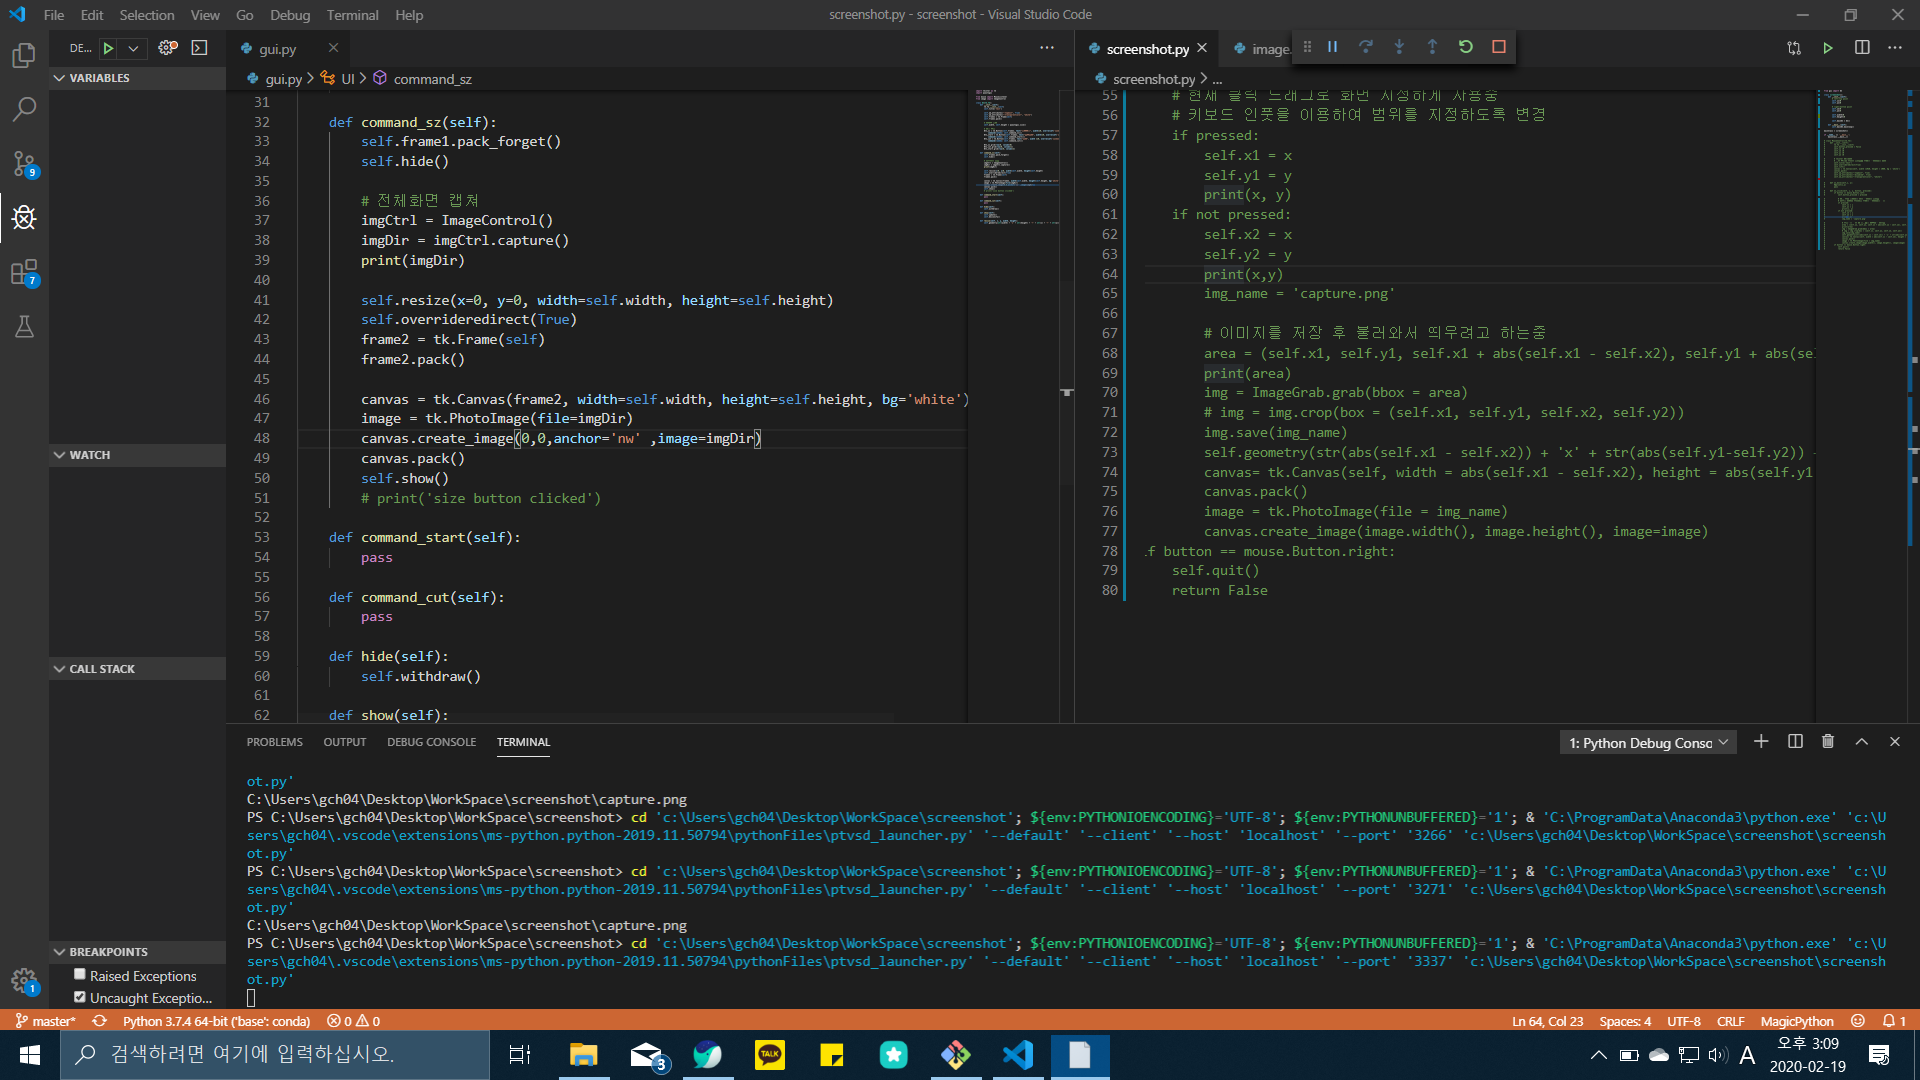 File Edit Selection View Go Debug Terminal Help
screenshot.py - screenshot - Visual Studio Code
DE...
VARIABLES
WATCH
CALL STACK
BREAKPOINTS
Raised Exceptions
Uncaught Exceptio...
9
7
1
gui.py
gui.py > UI > command_sz
31
32 def command_sz(self):
33 self.frame1.pack_forget()
34 self.hide()
35
36 # 전체화면 캡쳐
37 imgCtrl = ImageControl()
38 imgDir = imgCtrl.capture()
39 print(imgDir)
40
41 self.resize(x=0, y=0, width=self.width, height=self.height)
42 self.overrideredirect(True)
43 frame2 = tk.Frame(self)
44 frame2.pack()
45
46 canvas = tk.Canvas(frame2, width=self.width, height=self.height, bg='white')
47 image = tk.PhotoImage(file=imgDir)
48 canvas.create_image(0,0,anchor='nw' ,image=imgDir)
49 canvas.pack()
50 self.show()
51 # print('size button clicked')
52
53 def command_start(self):
54 pass
55
56 def command_cut(self):
57 pass
58
59 def hide(self):
60 self.withdraw()
61
62 def show(self):
screenshot.py
image.
screenshot.py > ...
55 # 현재 클릭 드래그로 화면 지정하게 사용중
56 # 키보드 인풋을 이용하여 범위를 지정하도록 변경
57 if pressed:
58 self.x1 = x
59 self.y1 = y
60 print(x, y)
61 if not pressed:
62 self.x2 = x
63 self.y2 = y
64 print(x,y)
65 img_name = 'capture.png'
66
67 # 이미지를 저장 후 불러와서 띄우려고 하는중
68 area = (self.x1, self.y1, self.x1 + abs(self.x1 - self.x2), self.y1 + abs(se
69 print(area)
70 img = ImageGrab.grab(bbox = area)
71 # img = img.crop(box = (self.x1, self.y1, self.x2, self.y2))
72 img.save(img_name)
73 self.geometry(str(abs(self.x1 - self.x2)) + 'x' + str(abs(self.y1-self.y2))
74 canvas= tk.Canvas(self, width = abs(self.x1 - self.x2), height = abs(self.y1
75 canvas.pack()
76 image = tk.PhotoImage(file = img_name)
77 canvas.create_image(image.width(), image.height(), image=image)
78 if button == mouse.Button.right:
79 self.quit()
80 return False
PROBLEMS OUTPUT DEBUG CONSOLE TERMINAL
1: Python Debug Consc
ot.py'
C:\Users\gch04\Desktop\WorkSpace\screenshot\capture.png
PS C:\Users\gch04\Desktop\WorkSpace\screenshot> cd 'c:\Users\gch04\Desktop\WorkSpace\screenshot'; ${env:PYTHONIOENCODING}='UTF-8'; ${env:PYTHONUNBUFFERED}='1'; & 'C:\ProgramData\Anaconda3\python.exe' 'c:\U
sers\gch04\.vscode\extensions\ms-python.python-2019.11.50794\pythonFiles\ptvsd_launcher.py' '--default' '--client' '--host' 'localhost' '--port' '3266' 'c:\Users\gch04\Desktop\WorkSpace\screenshot\screensh
ot.py'
PS C:\Users\gch04\Desktop\WorkSpace\screenshot> cd 'c:\Users\gch04\Desktop\WorkSpace\screenshot'; ${env:PYTHONIOENCODING}='UTF-8'; ${env:PYTHONUNBUFFERED}='1'; & 'C:\ProgramData\Anaconda3\python.exe' 'c:\U
sers\gch04\.vscode\extensions\ms-python.python-2019.11.50794\pythonFiles\ptvsd_launcher.py' '--default' '--client' '--host' 'localhost' '--port' '3271' 'c:\Users\gch04\Desktop\WorkSpace\screenshot\screensh
ot.py'
C:\Users\gch04\Desktop\WorkSpace\screenshot\capture.png
PS C:\Users\gch04\Desktop\WorkSpace\screenshot> cd 'c:\Users\gch04\Desktop\WorkSpace\screenshot'; ${env:PYTHONIOENCODING}='UTF-8'; ${env:PYTHONUNBUFFERED}='1'; & 'C:\ProgramData\Anaconda3\python.exe' 'c:\U
sers\gch04\.vscode\extensions\ms-python.python-2019.11.50794\pythonFiles\ptvsd_launcher.py' '--default' '--client' '--host' 'localhost' '--port' '3337' 'c:\Users\gch04\Desktop\WorkSpace\screenshot\screensh
ot.py'
master* Python 3.7.4 64-bit ('base': conda) 0 0
Ln 64, Col 23 Spaces: 4 UTF-8 CRLF MagicPython 1
검색하려면 여기에 입력하십시오.
3
TALK
A
오후 3:09
2020-02-19